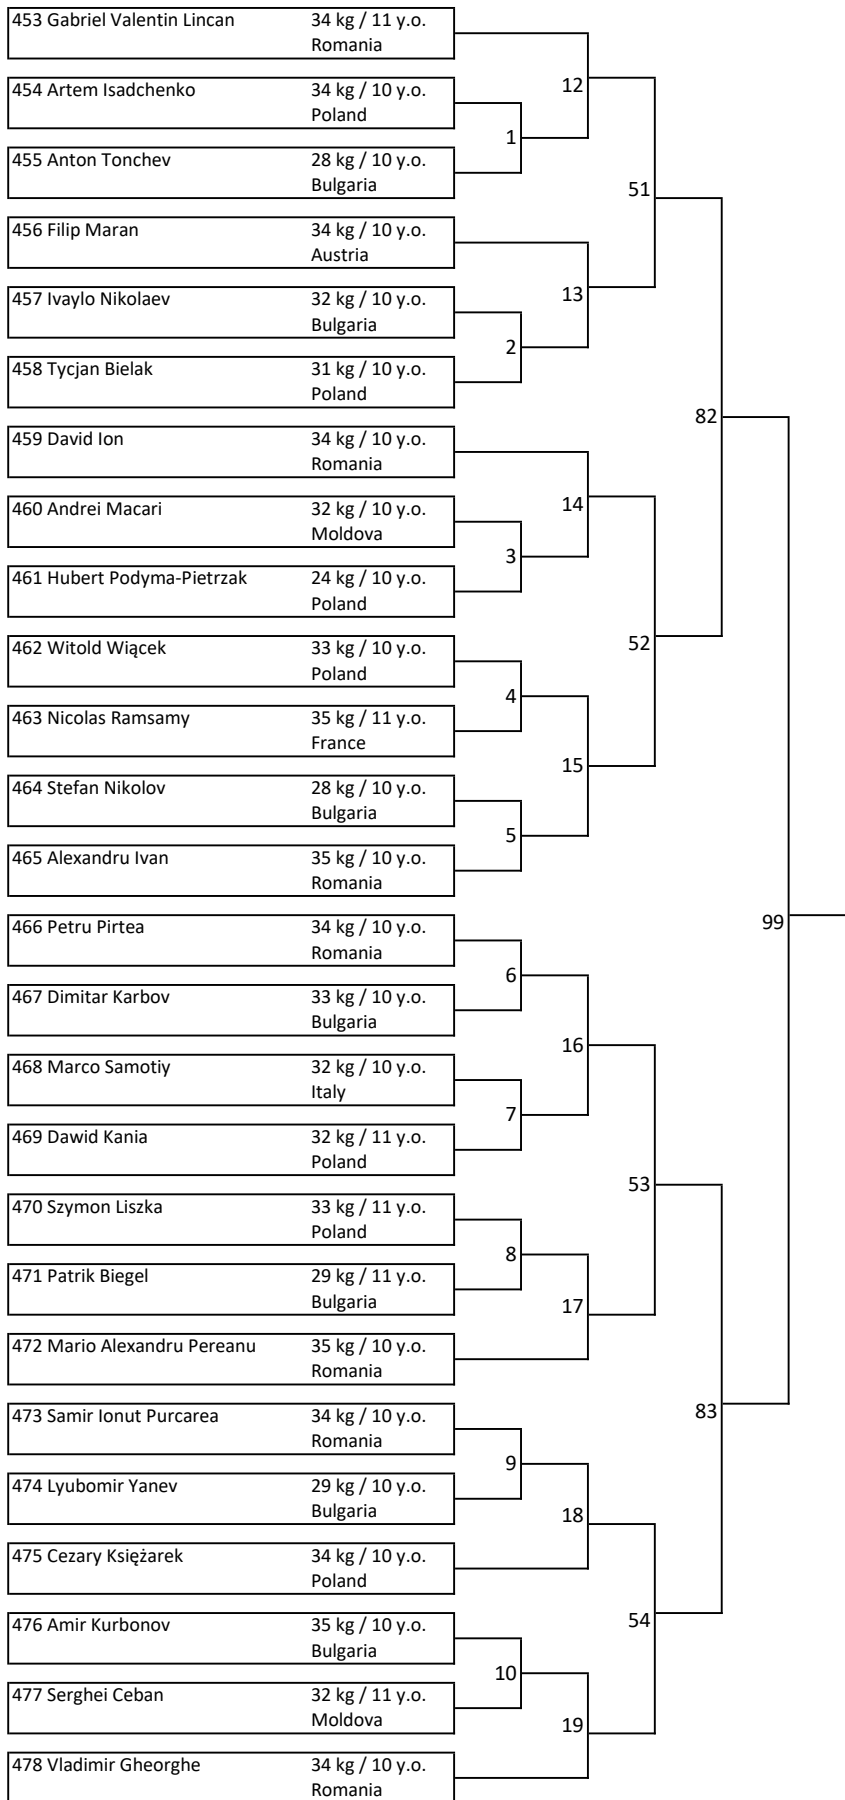 453 Gabriel Valentin Lincan 34 kg / 11 y.o.
Romania
12
454 Artem Isadchenko 34 kg / 10 y.o.
Poland
1
455 Anton Tonchev 28 kg / 10 y.o.
Bulgaria
51
456 Filip Maran 34 kg / 10 y.o.
Austria
13
457 Ivaylo Nikolaev 32 kg / 10 y.o.
Bulgaria
2
458 Tycjan Bielak 31 kg / 10 y.o.
Poland
82
459 David Ion 34 kg / 10 y.o.
Romania
14
460 Andrei Macari 32 kg / 10 y.o.
Moldova
3
461 Hubert Podyma-Pietrzak 24 kg / 10 y.o.
Poland
52
462 Witold Wiącek 33 kg / 10 y.o.
Poland
4
463 Nicolas Ramsamy 35 kg / 11 y.o.
France
15
464 Stefan Nikolov 28 kg / 10 y.o.
Bulgaria
5
465 Alexandru Ivan 35 kg / 10 y.o.
Romania
99
466 Petru Pirtea 34 kg / 10 y.o.
Romania
6
467 Dimitar Karbov 33 kg / 10 y.o.
Bulgaria
16
468 Marco Samotiy 32 kg / 10 y.o.
Italy
7
469 Dawid Kania 32 kg / 11 y.o.
Poland
53
470 Szymon Liszka 33 kg / 11 y.o.
Poland
8
471 Patrik Biegel 29 kg / 11 y.o.
Bulgaria
17
472 Mario Alexandru Pereanu 35 kg / 10 y.o.
Romania
83
473 Samir Ionut Purcarea 34 kg / 10 y.o.
Romania
9
474 Lyubomir Yanev 29 kg / 10 y.o.
Bulgaria
18
475 Cezary Księżarek 34 kg / 10 y.o.
Poland
54
476 Amir Kurbonov 35 kg / 10 y.o.
Bulgaria
10
477 Serghei Ceban 32 kg / 11 y.o.
Moldova
19
478 Vladimir Gheorghe 34 kg / 10 y.o.
Romania